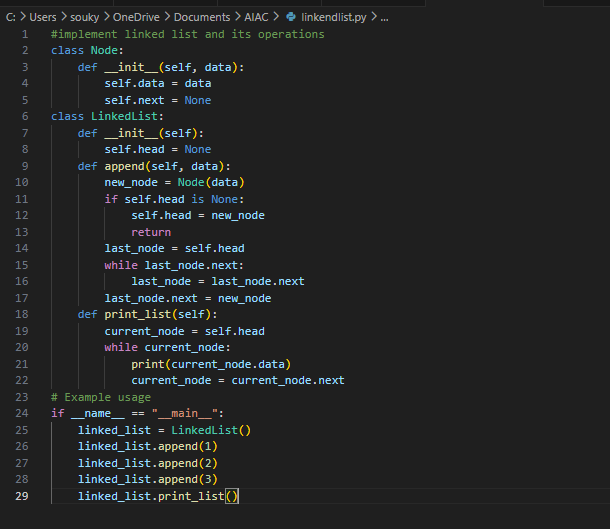 C: > Users > souky > OneDrive > Documents > AIAC > linkendlist.py > ...
1 #implement linked list and its operations
2 class Node:
3     def __init__(self, data):
4         self.data = data
5         self.next = None
6 class LinkedList:
7     def __init__(self):
8         self.head = None
9     def append(self, data):
10         new_node = Node(data)
11         if self.head is None:
12             self.head = new_node
13             return
14         last_node = self.head
15         while last_node.next:
16             last_node = last_node.next
17         last_node.next = new_node
18     def print_list(self):
19         current_node = self.head
20         while current_node:
21             print(current_node.data)
22             current_node = current_node.next
23 # Example usage
24 if __name__ == "__main__":
25     linked_list = LinkedList()
26     linked_list.append(1)
27     linked_list.append(2)
28     linked_list.append(3)
29     linked_list.print_list()